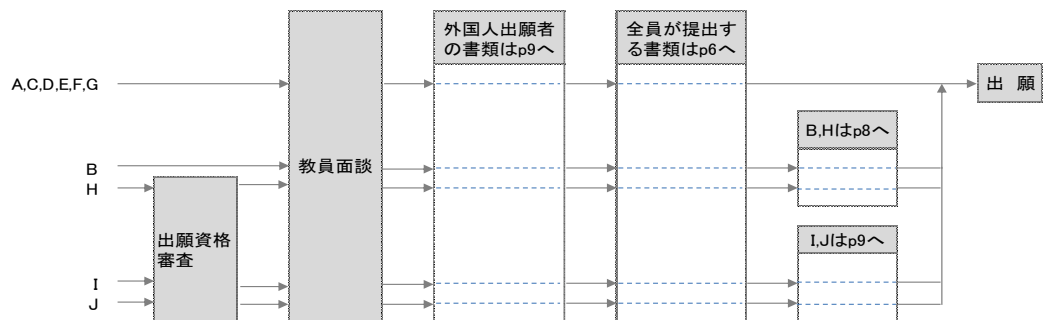 外国人出願者
の書類はp9へ
全員が提出す
る書類はp6へ
A,C,D,E,F,G
出 願
B,Hはp8へ
B
教員面談
H
出願資格
審査
I,Jはp9へ
I
J